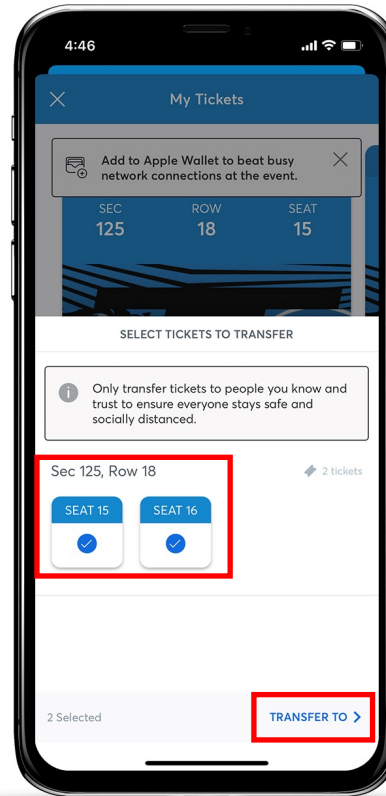 4:46
My Tickets
Add to Apple Wallet to beat busy
network connections at the event.
SEC ROW SEAT
125 18 15
SELECT TICKETS TO TRANSFER
Only transfer tickets to people you know and
trust to ensure everyone stays safe and
socially distanced.
Sec 125, Row 18 2 tickets
SEAT 15 SEAT 16
2 Selected TRANSFER TO